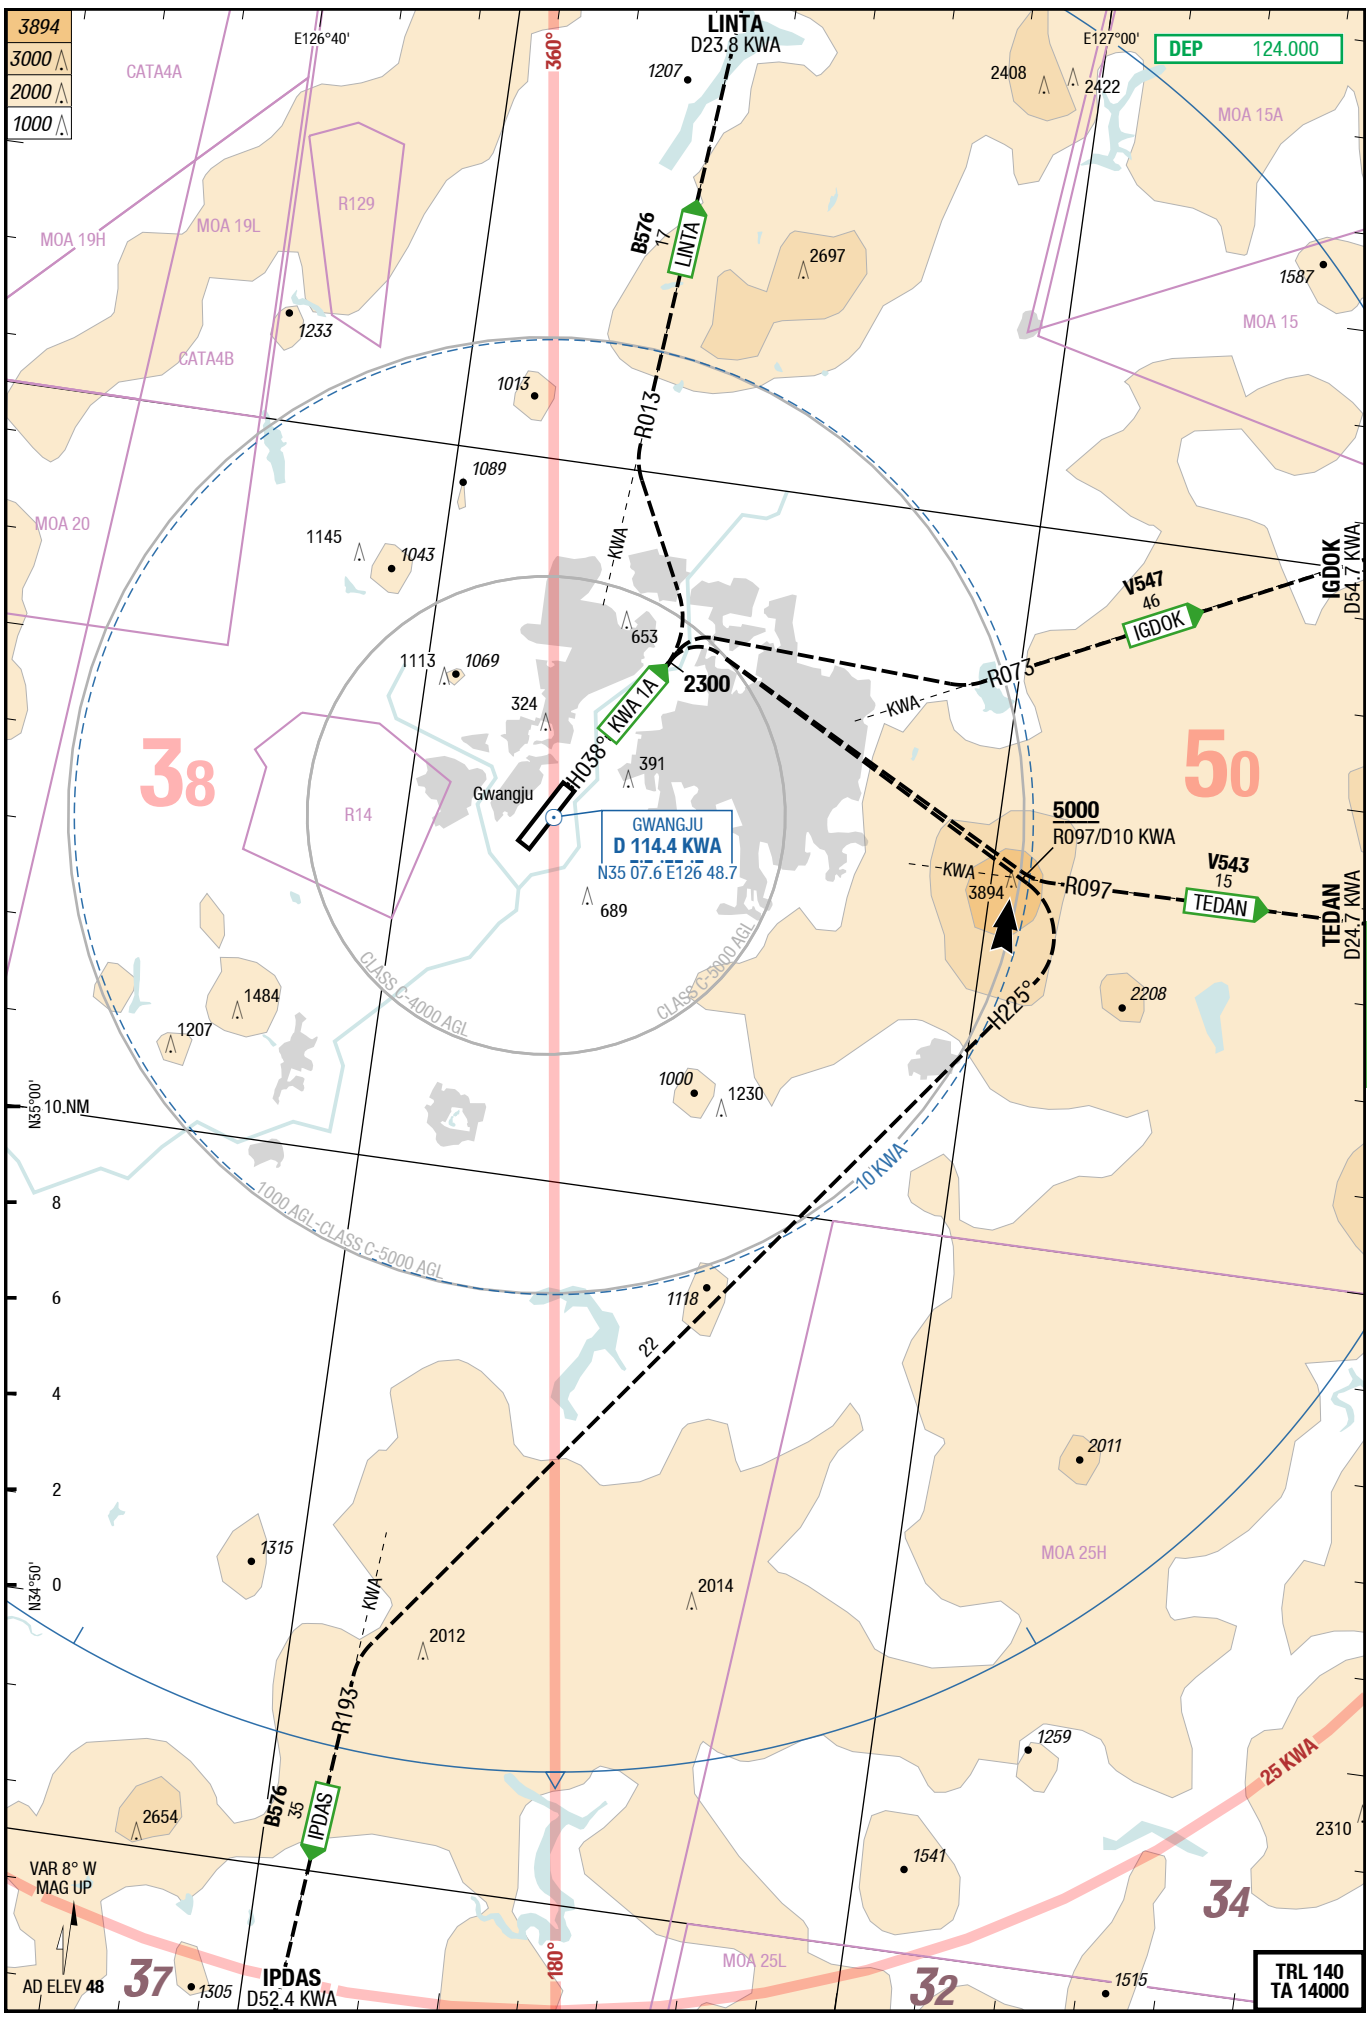 3894
3000
2000
1000
E126°40'
360°
LINTA
D23.8 KWA
E127°00'
DEP 124.000
CATA4A
1207
2408
2422
MOA 15A
R129
MOA 19L
MOA 19H
B576
17
LINTA
2697
1587
1233
MOA 15
CATA4B
1013
R013
1089
MOA 20
1145
1043
KWA
IGDOK
D54.7 KWA
V547
46
IGDOK
653
1113
1069
2300
R073
KWA
324
KWA 1A
38
50
391
H038°
Gwangju
R14
GWANGJU
D 114.4 KWA
N35 07.6 E126 48.7
5000
R097/D10 KWA
KWA
3894
R097
V543
15
TEDAN
TEDAN
D24.7 KWA
689
CLASS C-4000 AGL
CLASS C-5000 AGL
1484
1207
2208
H225°
1000
1230
N35°00'
10 NM
10 KWA
8
1000 AGL-CLASS C-5000 AGL
6
1118
22
4
2011
2
1315
MOA 25H
N34°50'
0
KWA
2014
2012
R193
1259
25 KWA
B576
35
IPDAS
2654
2310
1541
VAR 8° W
MAG UP
34
AD ELEV 48
37
1305
IPDAS
D52.4 KWA
180°
MOA 25L
32
1515
TRL 140
TA 14000